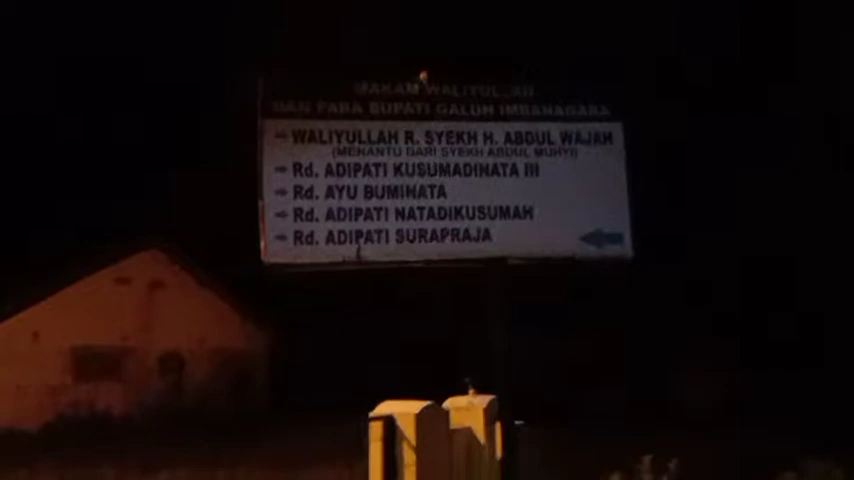 MAKAM WALIYULLAH
DAN PARA BUPATI GALUH IMBANAGARA
WALIYULLAH R. SYEKH H. ABDUL WAJAH
(MENANTU DARI SYEKH ABDUL MUHYI)
Rd. ADIPATI KUSUMADINATA III
Rd. AYU BUMINATA
Rd. ADIPATI NATADIKUSUMAH
Rd. ADIPATI SURAPRAJA